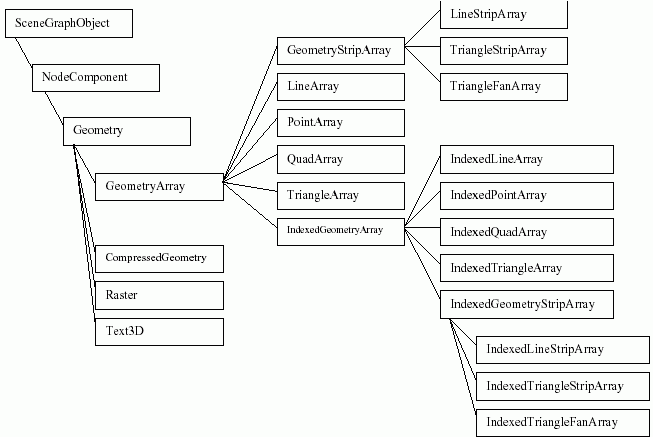 SceneGraphObject
NodeComponent
Geometry
GeometryArray
CompressedGeometry
Raster
Text3D
GeometryStripArray
LineArray
PointArray
QuadArray
TriangleArray
IndexedGeometryArray
LineStripArray
TriangleStripArray
TriangleFanArray
IndexedLineArray
IndexedPointArray
IndexedQuadArray
IndexedTriangleArray
IndexedGeometryStripArray
IndexedLineStripArray
IndexedTriangleStripArray
IndexedTriangleFanArray